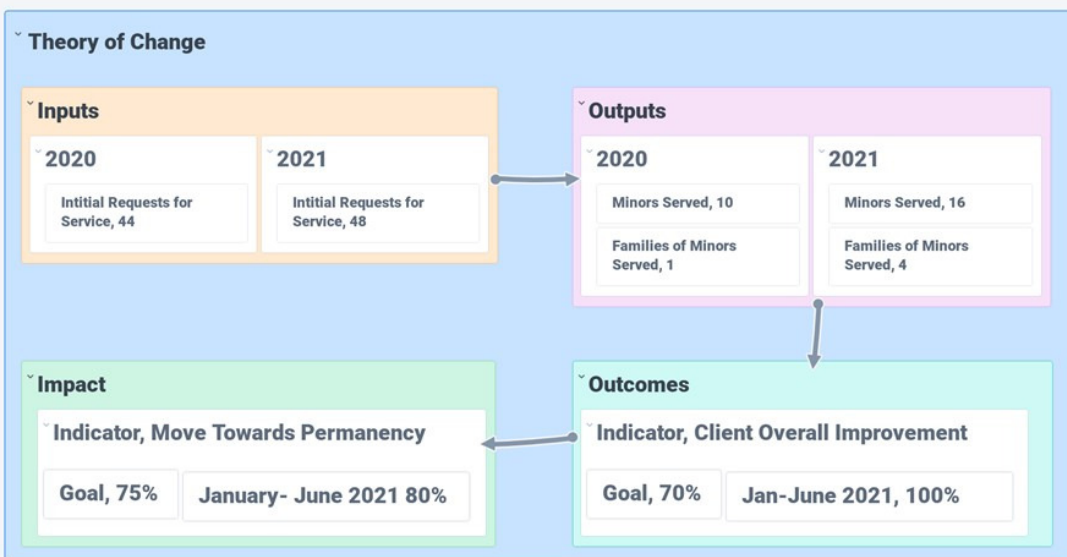 Theory of Change
Inputs
2020
Intitial Requests for
Service, 44
2021
Intitial Requests for
Service, 48
Outputs
2020
Minors Served, 10
Families of Minors
Served, 1
2021
Minors Served, 16
Families of Minors
Served, 4
Impact
Indicator, Move Towards Permanency
Goal, 75%
January- June 2021 80%
Outcomes
Indicator, Client Overall Improvement
Goal, 70%
Jan-June 2021, 100%